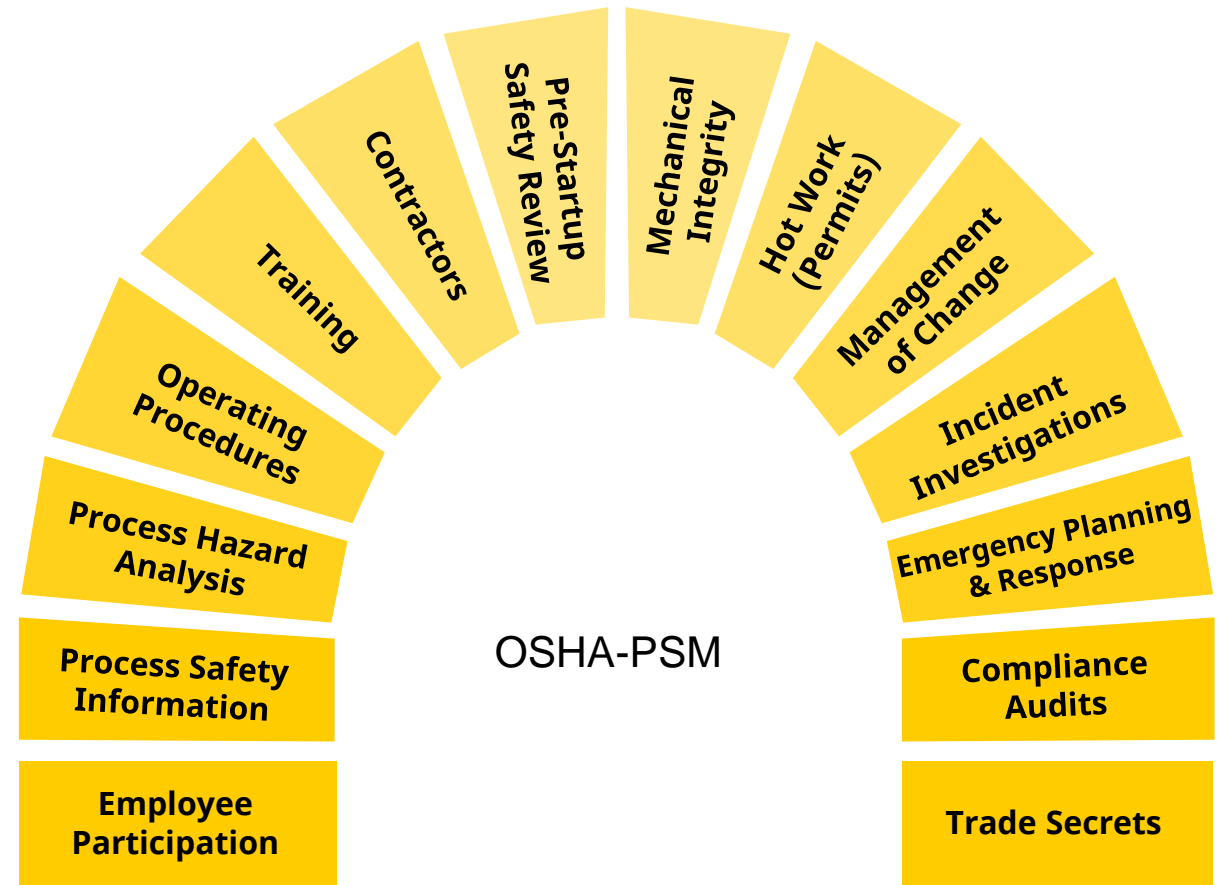 Employee
Participation
Process Safety
Information
Process Hazard
Analysis
Operating
Procedures
Training
Contractors
Pre-Startup
Safety Review
Mechanical
Integrity
Hot Work
(Permits)
Management
of Change
Incident
Investigations
Emergency Planning
& Response
Compliance
Audits
Trade Secrets
OSHA-PSM